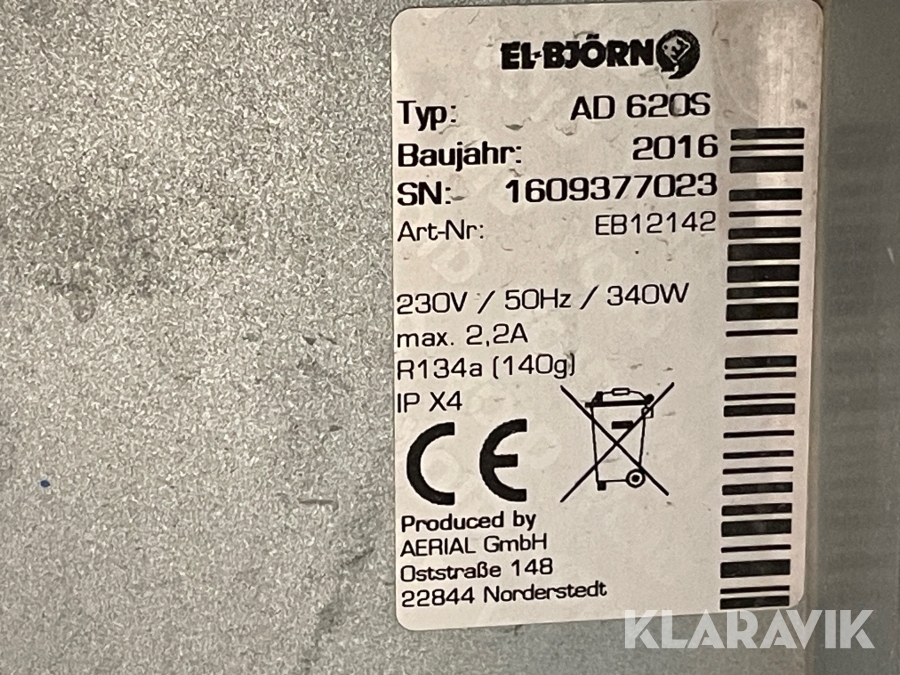 EL-BJÖRN
Typ: AD 620S
Baujahr: 2016
SN: 1609377023
Art-Nr: EB12142
230V / 50Hz / 340W
max. 2,2A
R134a (140g)
IP X4
CE
Produced by
AERIAL GmbH
Oststraße 148
22844 Norderstedt
KLARAVIK